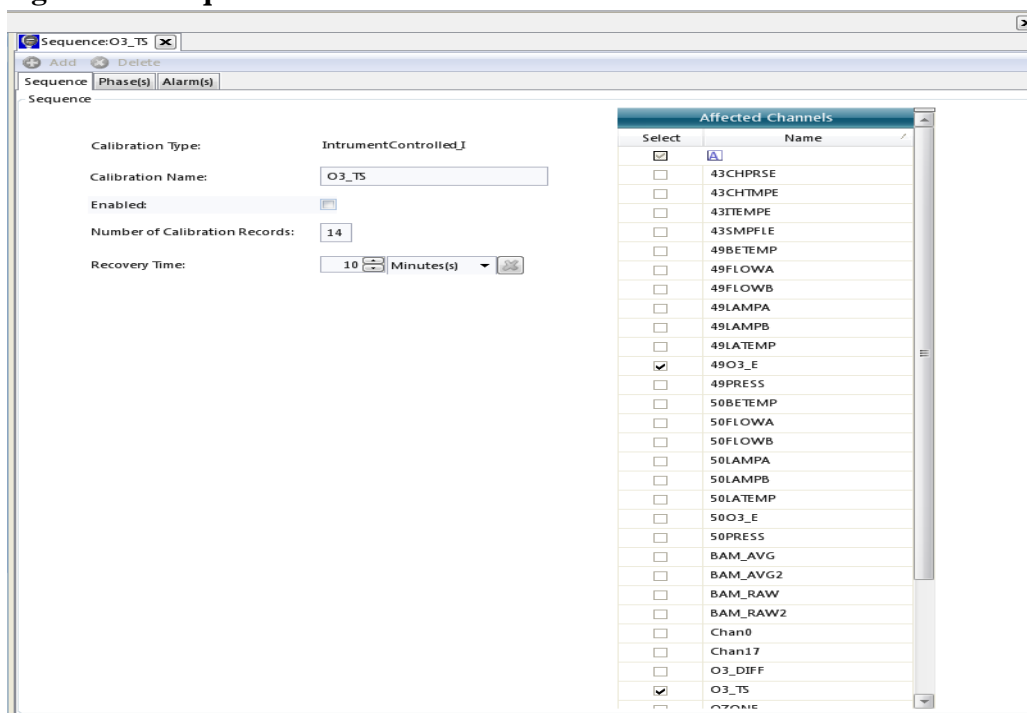 Sequence:O3_TS
Add Delete
Sequence Phase(s) Alarm(s)
Sequence
Calibration Type: IntrumentControlled_I
Calibration Name: O3_TS
Enabled:
Number of Calibration Records: 14
Recovery Time: 10 Minutes(s)
Affected Channels
Select Name
A
43CHPRSE
43CHTMPE
43ITEMPE
43SMPFLE
49BETEMP
49FLOWA
49FLOWB
49LAMPA
49LAMPB
49LATEMP
49O3_E
49PRESS
50BETEMP
50FLOWA
50FLOWB
50LAMPA
50LAMPB
50LATEMP
50O3_E
50PRESS
BAM_AVG
BAM_AVG2
BAM_RAW
BAM_RAW2
Chan0
Chan17
O3_DIFF
O3_TS